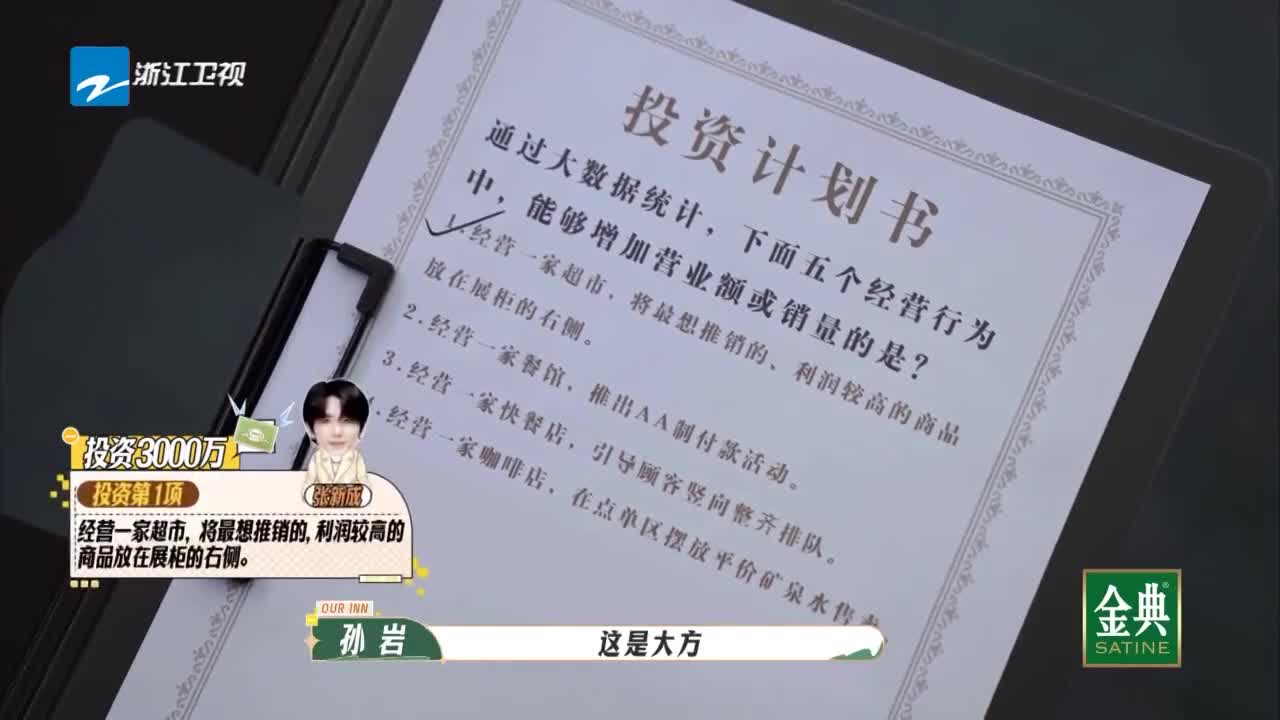 浙江卫视
投资计划书
通过大数据统计，下面五个经营行为
中，能够增加营业额或销量的是？
1.经营一家超市，将最想推销的、利润较高的商品
放在展柜的右侧。
2.经营一家餐馆，推出AA制付款活动。
3.经营一家快餐店，引导顾客竖向整齐排队。
4.经营一家咖啡店，在点单区摆放平价矿泉水售卖
投资3000万
投资第1项
张新成
经营一家超市，将最想推销的，利润较高的
商品放在展柜的右侧。
OUR INN
孙岩
这是大方
金典®
SATINE